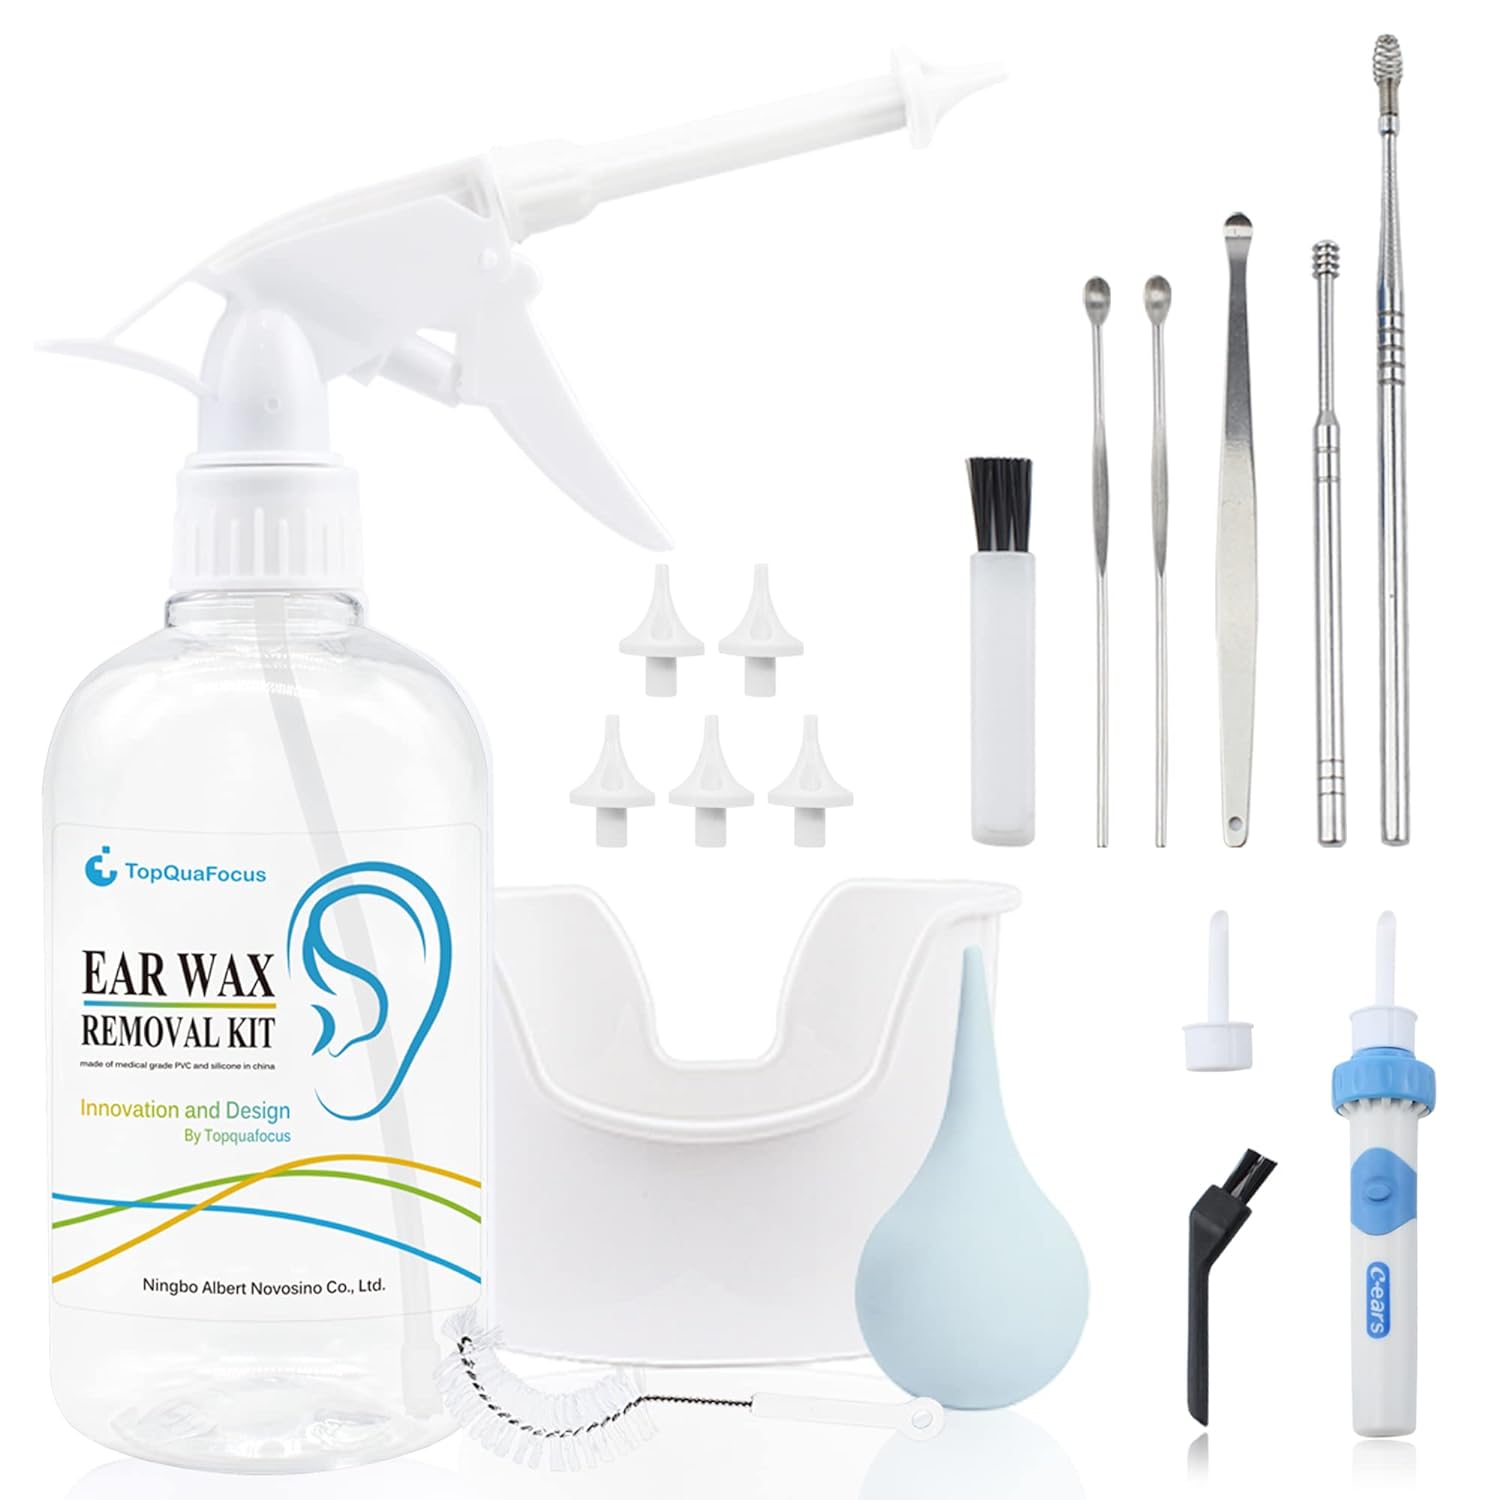 TopQuaFocus
EAR WAX
REMOVAL KIT
made of medical grade PVC and silicone in china
Innovation and Design
By Topquafocus
Ningbo Albert Novosino Co., Ltd.
C-ears